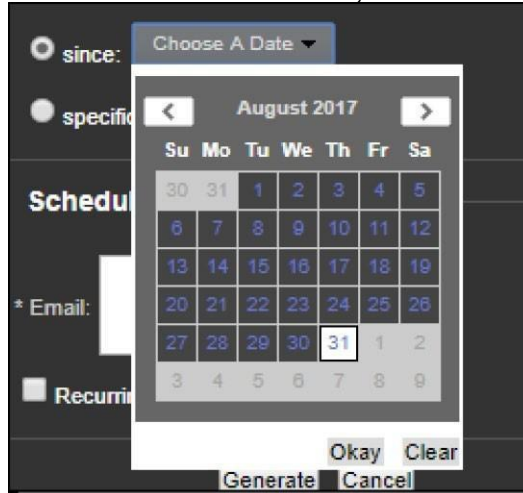 since: Choose A Date
specific
August 2017
Su Mo Tu We Th Fr Sa
30 31 1 2 3 4 5
6 7 8 9 10 11 12
Schedul
13 14 15 16 17 18 19
20 21 22 23 24 25 26
* Email:
27 28 29 30 31 1 2
3 4 5 6 7 8 9
Recurrin
Okay Clear
Generate Cancel